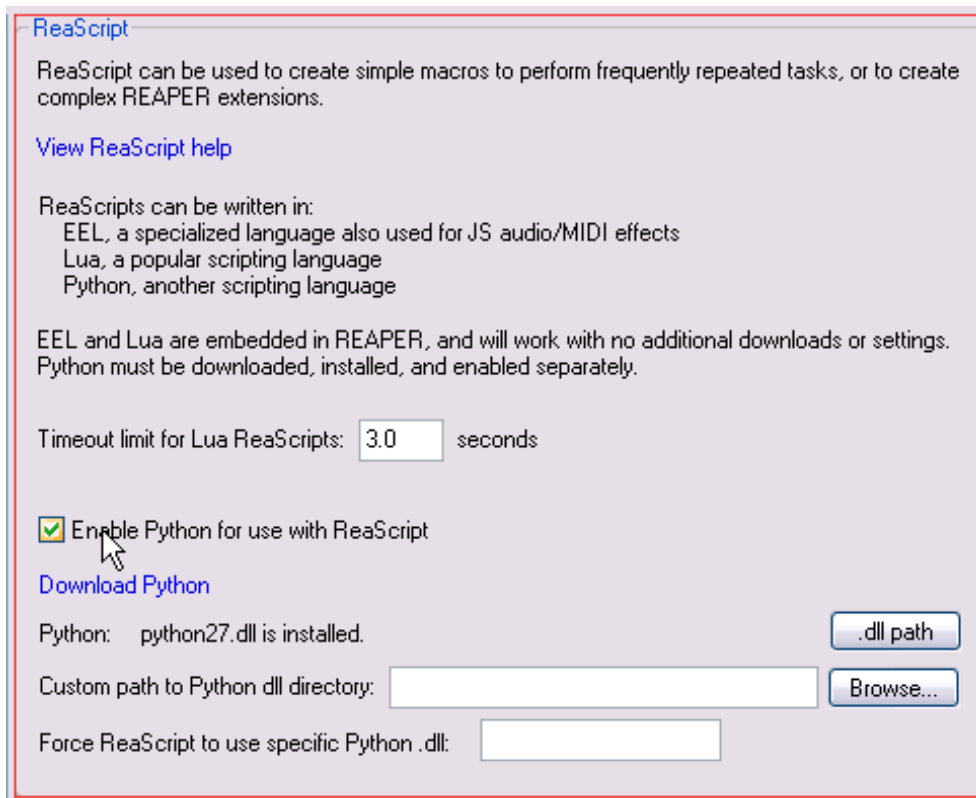 ReaScript
ReaScript can be used to create simple macros to perform frequently repeated tasks, or to create
complex REAPER extensions.
View ReaScript help
ReaScripts can be written in:
EEL, a specialized language also used for JS audio/MIDI effects
Lua, a popular scripting language
Python, another scripting language
EEL and Lua are embedded in REAPER, and will work with no additional downloads or settings.
Python must be downloaded, installed, and enabled separately.
Timeout limit for Lua ReaScripts: 3.0 seconds
Enable Python for use with ReaScript
Download Python
Python: python27.dll is installed. .dll path
Custom path to Python dll directory: Browse...
Force ReaScript to use specific Python .dll: